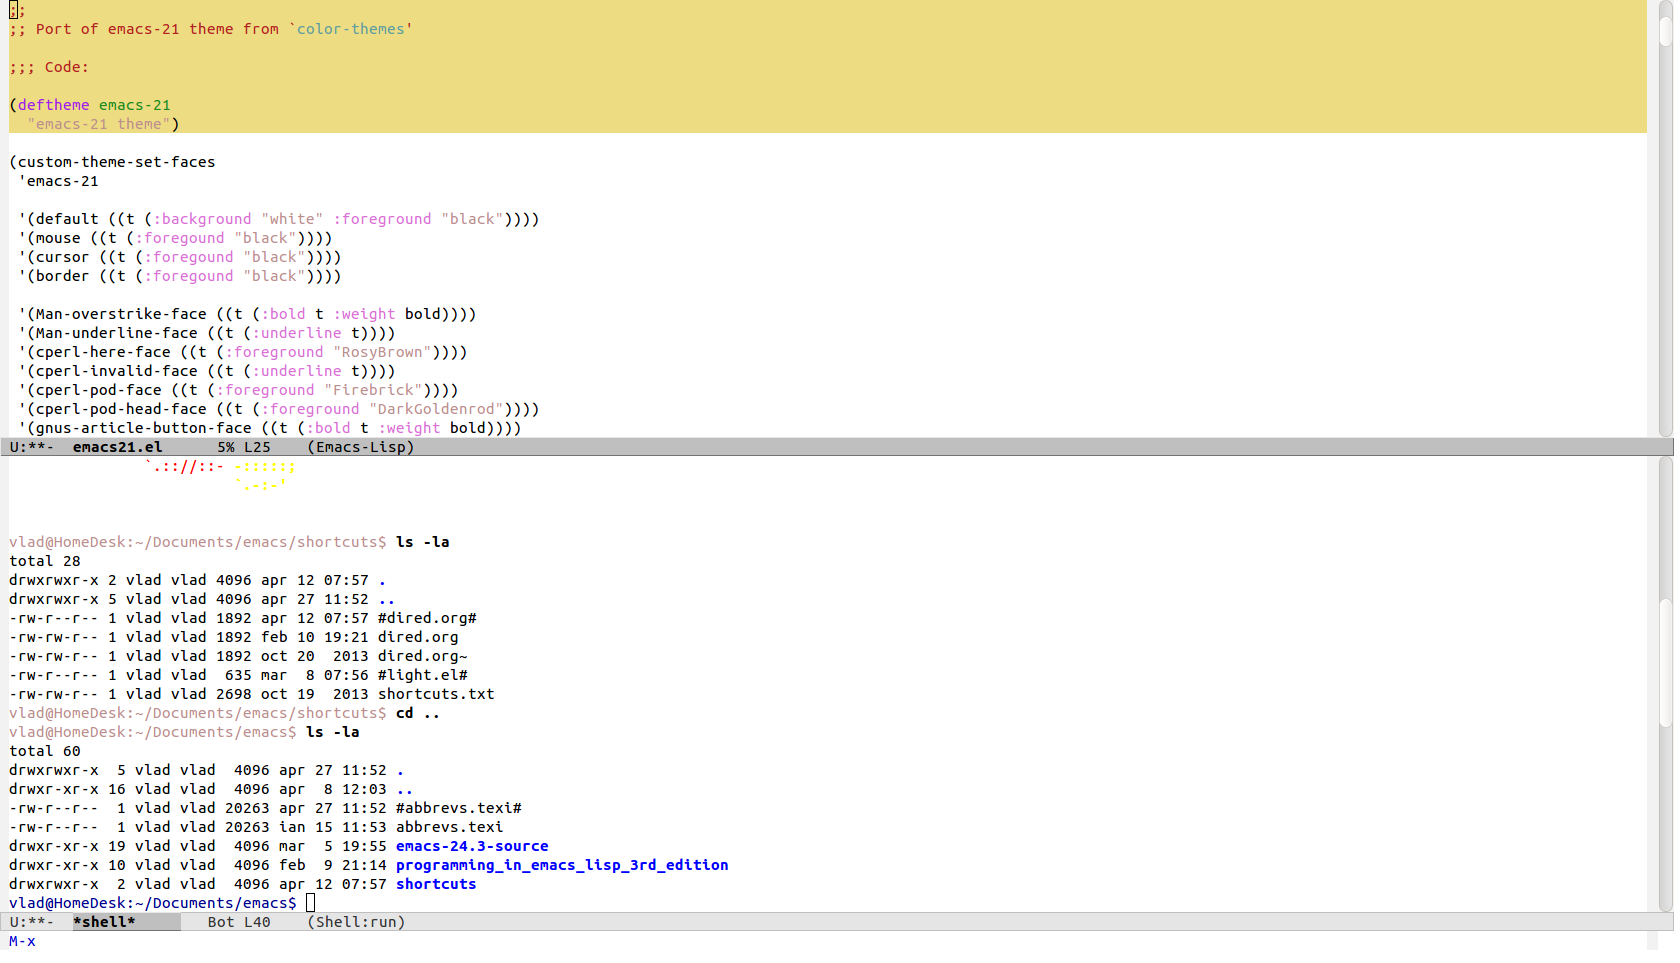 ;;
;; Port of emacs-21 theme from `color-themes'
;;; Code:
(deftheme emacs-21
  "emacs-21 theme")
(custom-theme-set-faces
 'emacs-21
 '(default ((t (:background "white" :foreground "black"))))
 '(mouse ((t (:foregound "black"))))
 '(cursor ((t (:foregound "black"))))
 '(border ((t (:foregound "black"))))
 '(Man-overstrike-face ((t (:bold t :weight bold))))
 '(Man-underline-face ((t (:underline t))))
 '(cperl-here-face ((t (:foreground "RosyBrown"))))
 '(cperl-invalid-face ((t (:underline t))))
 '(cperl-pod-face ((t (:foreground "Firebrick"))))
 '(cperl-pod-head-face ((t (:foreground "DarkGoldenrod"))))
 '(gnus-article-button-face ((t (:bold t :weight bold))))
U:**-  emacs21.el      5% L25    (Emacs-Lisp)
`.:://::- -:::::;
`.-:-'
vlad@HomeDesk:~/Documents/emacs/shortcuts$ ls -la
total 28
drwxrwxr-x 2 vlad vlad 4096 apr 12 07:57 .
drwxrwxr-x 5 vlad vlad 4096 apr 27 11:52 ..
-rw-r--r-- 1 vlad vlad 1892 apr 12 07:57 #dired.org#
-rw-rw-r-- 1 vlad vlad 1892 feb 10 19:21 dired.org
-rw-rw-r-- 1 vlad vlad 1892 oct 20  2013 dired.org~
-rw-r--r-- 1 vlad vlad  635 mar  8 07:56 #light.el#
-rw-rw-r-- 1 vlad vlad 2698 oct 19  2013 shortcuts.txt
vlad@HomeDesk:~/Documents/emacs/shortcuts$ cd ..
vlad@HomeDesk:~/Documents/emacs$ ls -la
total 60
drwxrwxr-x  5 vlad vlad  4096 apr 27 11:52 .
drwxr-xr-x 16 vlad vlad  4096 apr  8 12:03 ..
-rw-r--r--  1 vlad vlad 20263 apr 27 11:52 #abbrevs.texi#
-rw-r--r--  1 vlad vlad 20263 ian 15 11:53 abbrevs.texi
drwxr-xr-x 19 vlad vlad  4096 mar  5 19:55 emacs-24.3-source
drwxr-xr-x 10 vlad vlad  4096 feb  9 21:14 programming_in_emacs_lisp_3rd_edition
drwxrwxr-x  2 vlad vlad  4096 apr 12 07:57 shortcuts
vlad@HomeDesk:~/Documents/emacs$
U:**-  *shell*        Bot L40    (Shell:run)
M-x